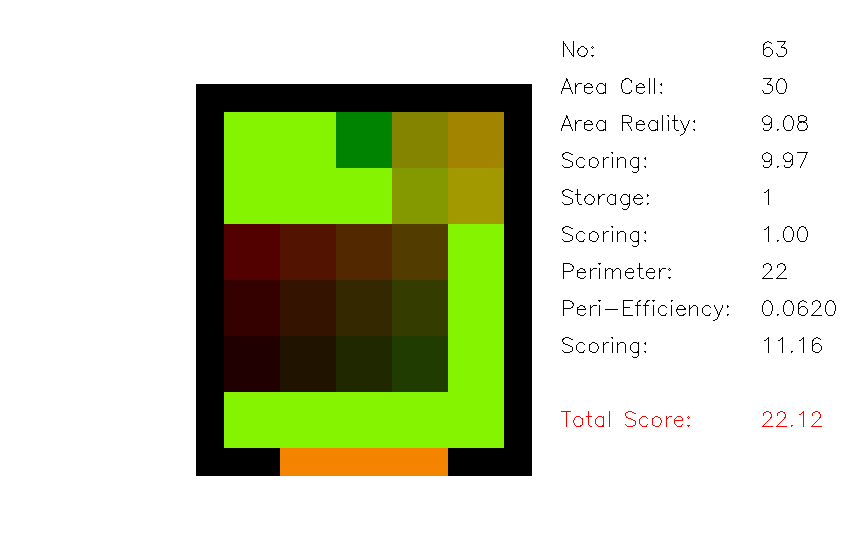 No: 63
Area Cell: 30
Area Reality: 9.08
Scoring: 9.97
Storage: 1
Scoring: 1.00
Perimeter: 22
Peri-Efficiency: 0.0620
Scoring: 11.16
Total Score: 22.12